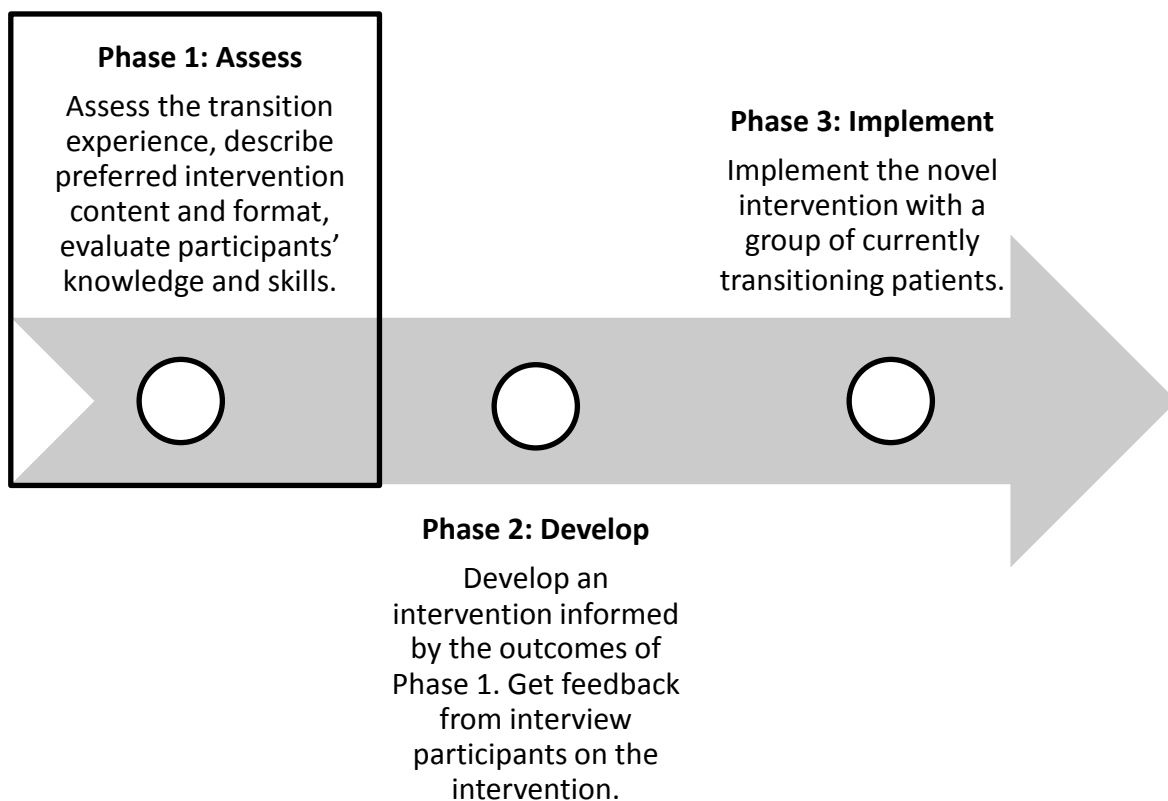 Phase 1: Assess
Assess the transition
experience, describe
preferred intervention
content and format,
evaluate participants’
knowledge and skills.
Phase 2: Develop
Develop an
intervention informed
by the outcomes of
Phase 1. Get feedback
from interview
participants on the
intervention.
Phase 3: Implement
Implement the novel
intervention with a
group of currently
transitioning patients.